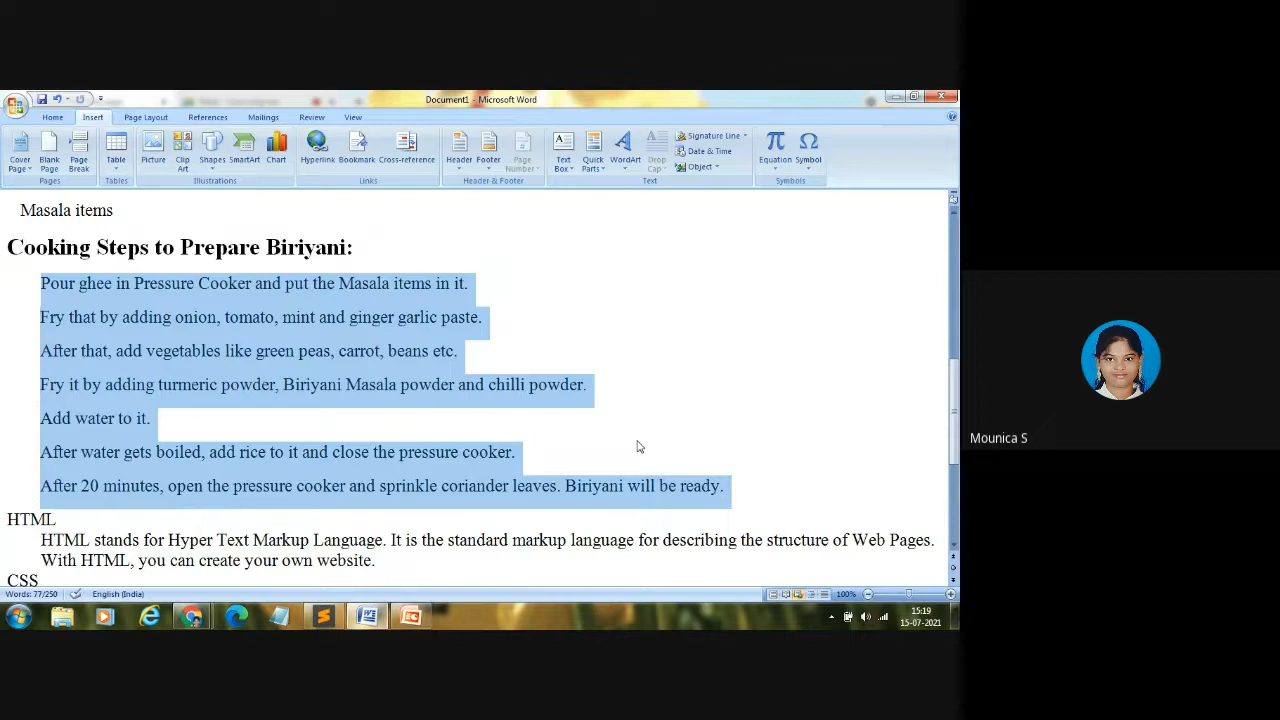 Document1 - Microsoft Word
Home Insert Page Layout References Mailings Review View
Cover Page Blank Page Page Break Table Picture Clip Art Shapes SmartArt Chart Hyperlink Bookmark Cross-reference Header Footer Page Number Text Box Quick Parts WordArt Drop Cap Signature Line Date & Time Object Equation Symbol
Pages Tables Illustrations Links Header & Footer Text Symbols
Masala items
Cooking Steps to Prepare Biriyani:
Pour ghee in Pressure Cooker and put the Masala items in it.
Fry that by adding onion, tomato, mint and ginger garlic paste.
After that, add vegetables like green peas, carrot, beans etc.
Fry it by adding turmeric powder, Biriyani Masala powder and chilli powder.
Add water to it.
After water gets boiled, add rice to it and close the pressure cooker.
After 20 minutes, open the pressure cooker and sprinkle coriander leaves. Biriyani will be ready.
HTML
HTML stands for Hyper Text Markup Language. It is the standard markup language for describing the structure of Web Pages.
With HTML, you can create your own website.
CSS
Words: 77/250 English (India) 100%
15:19
15-07-2021
Mounica S